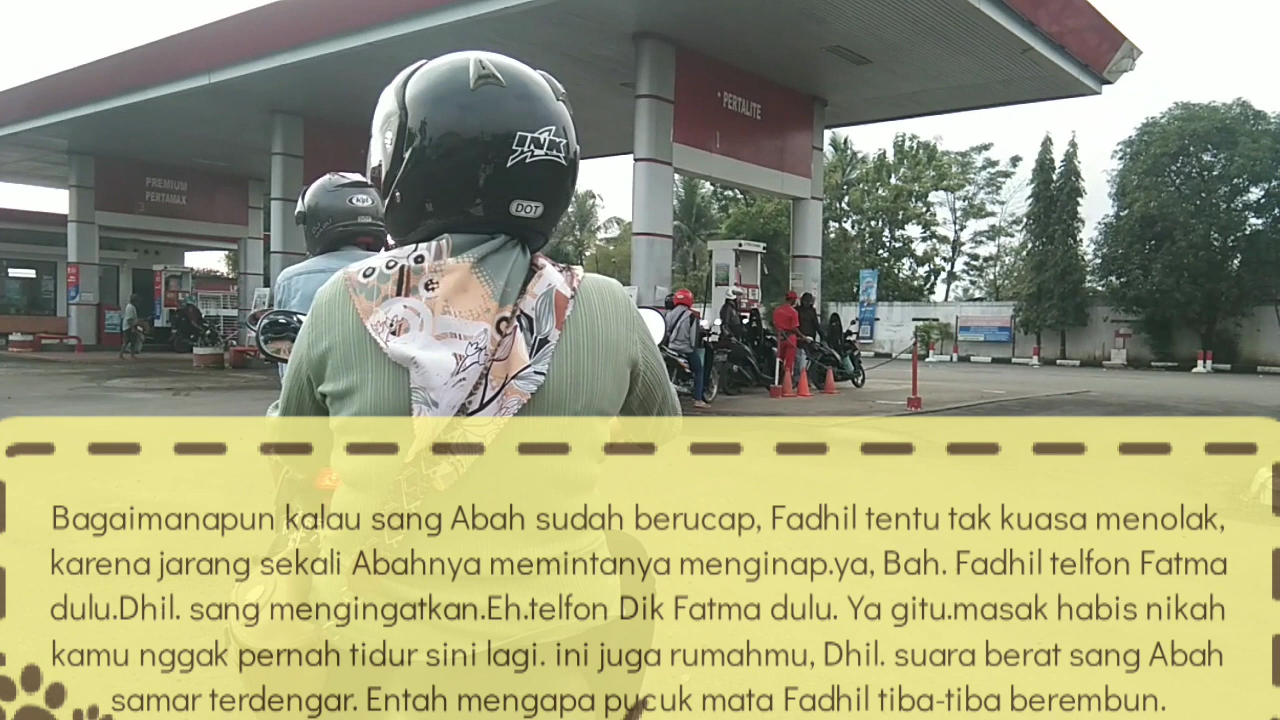 PERTALITE
PREMIUM
PERTAMAX
INK
DOT
kyt
Bagaimanapun kalau sang Abah sudah berucap, Fadhil tentu tak kuasa menolak,
karena jarang sekali Abahnya memintanya menginap.ya, Bah. Fadhil telfon Fatma
dulu.Dhil. sang mengingatkan.Eh.telfon Dik Fatma dulu. Ya gitu.masak habis nikah
kamu nggak pernah tidur sini lagi. ini juga rumahmu, Dhil. suara berat sang Abah
samar terdengar. Entah mengapa pucuk mata Fadhil tiba-tiba berembun.